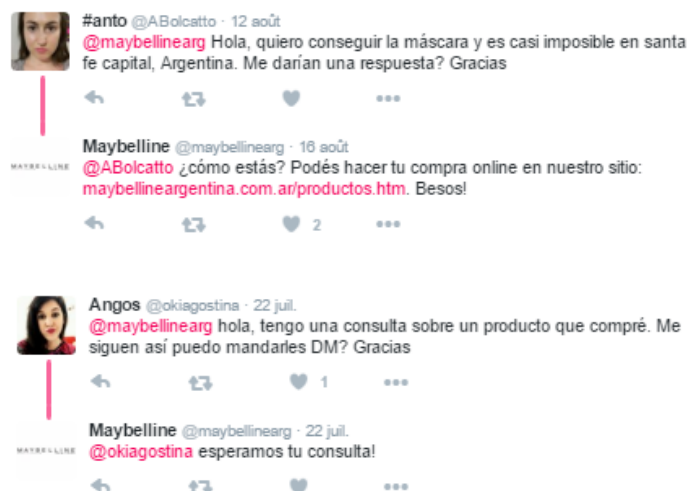 #anto @ABolcatto · 12 août
@maybellinearg Hola, quiero conseguir la máscara y es casi imposible en santa
fe capital, Argentina. Me darían una respuesta? Gracias
Maybelline @maybellinearg · 16 août
MAYBELLINE
@ABolcatto ¿cómo estás? Podés hacer tu compra online en nuestro sitio:
maybellineargentina.com.ar/productos.htm. Besos!
2
Angos @okiagostina · 22 juil.
@maybellinearg hola, tengo una consulta sobre un producto que compré. Me
siguen así puedo mandarles DM? Gracias
1
Maybelline @maybellinearg · 22 juil.
MAYBELLINE
@okiagostina esperamos tu consulta!